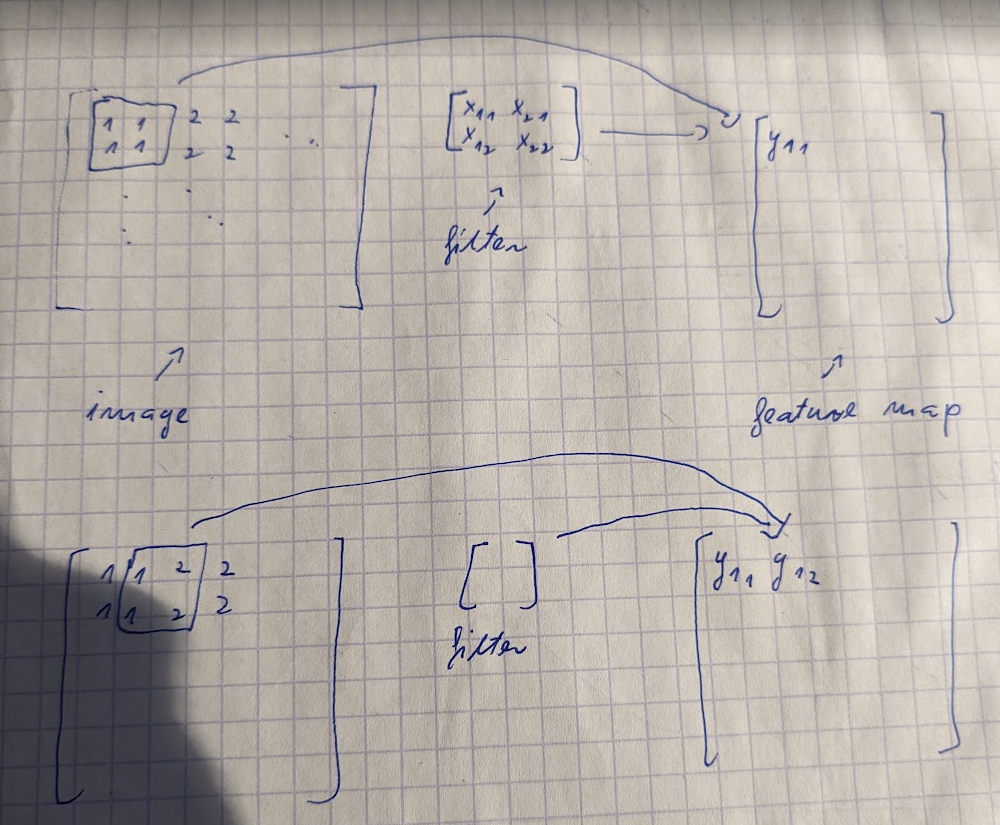 1 1 2 2 x₁₁ x₂₁
1 1 2 2 x₁₂ x₂₂ y₁₁
filter
image
feature map
1 1 2 2 y₁₁ y₁₂
1 1 2 2
filter